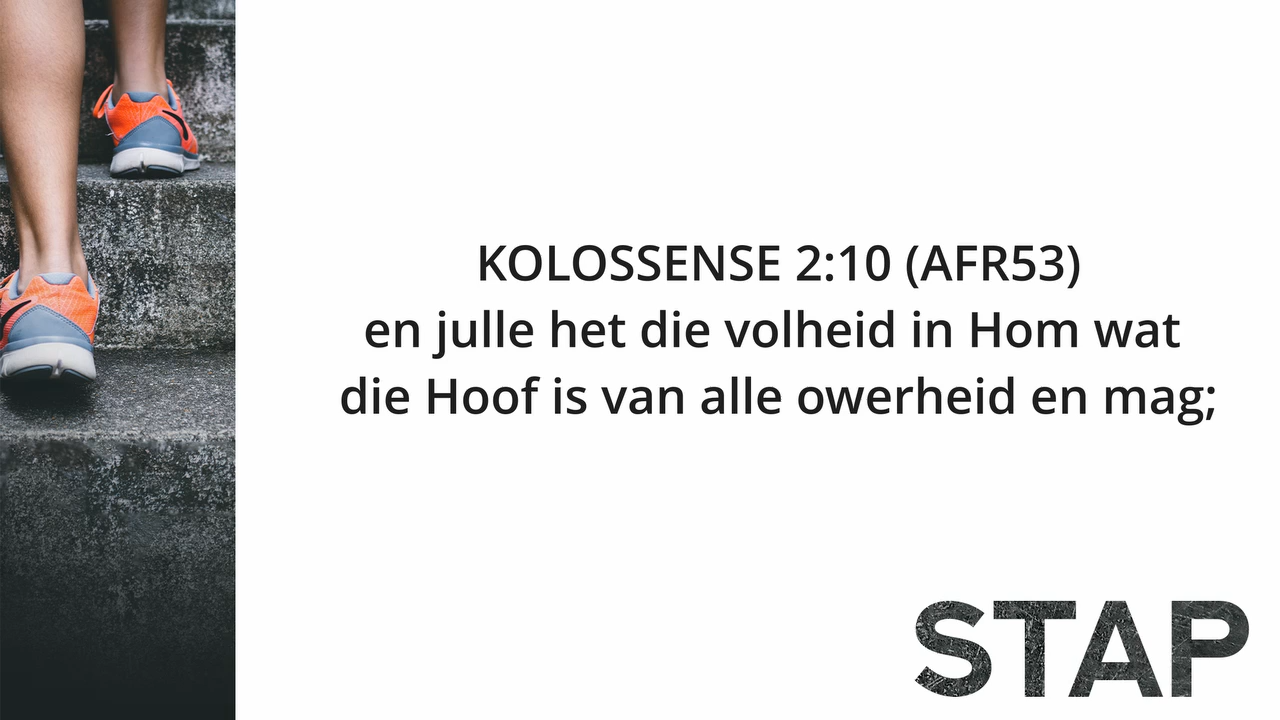 KOLOSSENSE 2:10 (AFR53)
en julle het die volheid in Hom wat
die Hoof is van alle owerheid en mag;
STAP